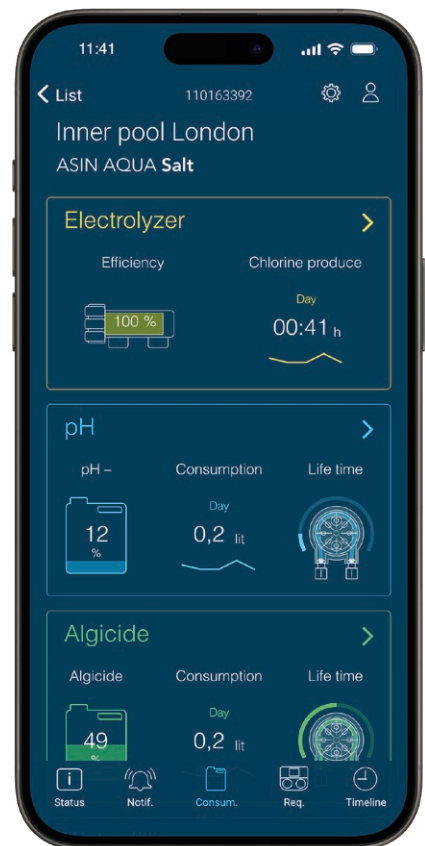 11:41
List
110163392
Inner pool London
ASIN AQUA Salt
Electrolyzer
Efficiency
Chlorine produce
100 %
Day
00:41 h
pH
pH –
Consumption
Life time
12
%
Day
0,2 lit
Algicide
Algicide
Consumption
Life time
49
%
Day
0,2 lit
Status
Notif.
Consum.
Req.
Timeline